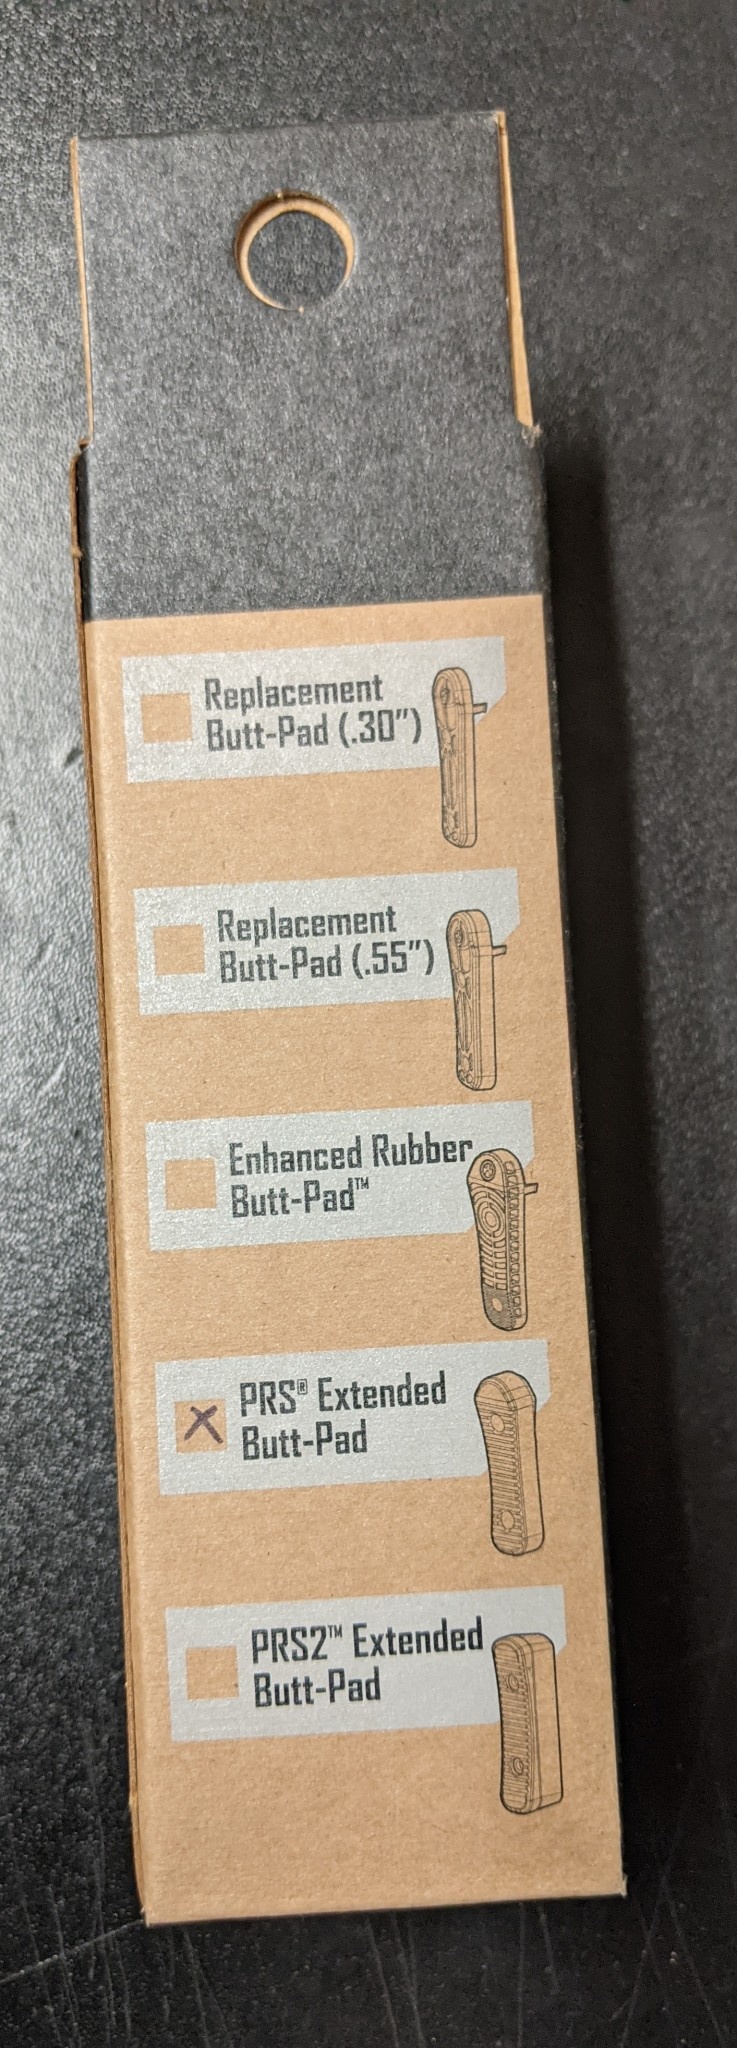 Replacement
Butt-Pad (.30”)
Replacement
Butt-Pad (.55”)
Enhanced Rubber
Butt-Pad™
X
PRS® Extended
Butt-Pad
PRS2™ Extended
Butt-Pad